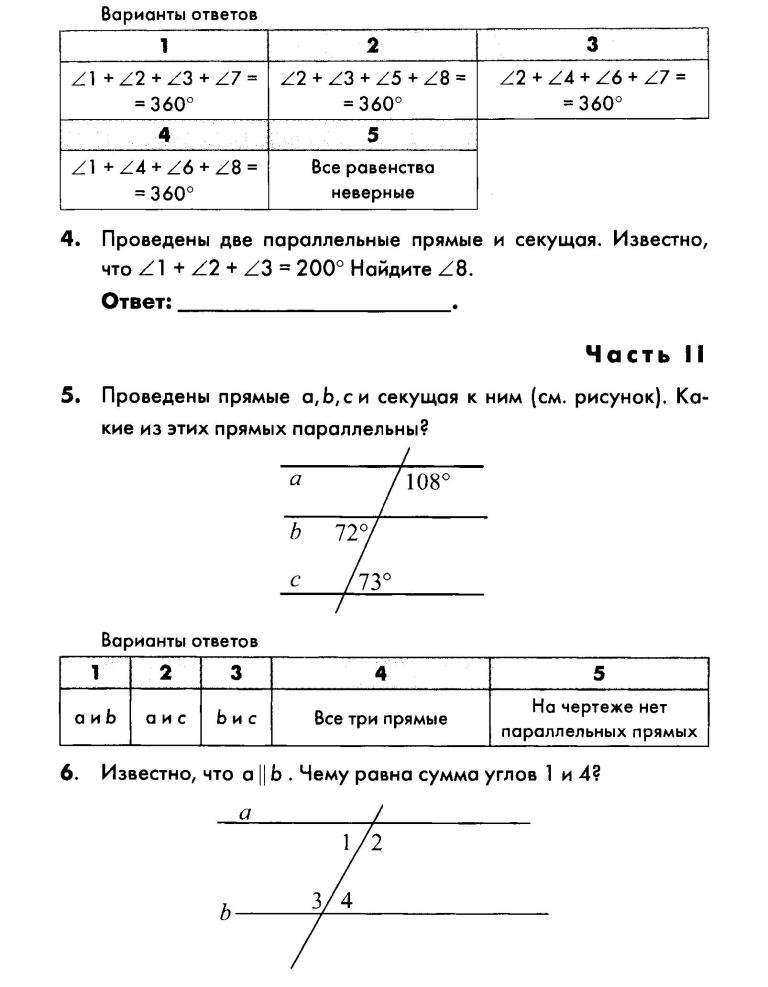 Варианты ответов
1 2 3
∠1 + ∠2 + ∠3 + ∠7 = ∠2 + ∠3 + ∠5 + ∠8 = ∠2 + ∠4 + ∠6 + ∠7 =
= 360° = 360° = 360°
4 5
∠1 + ∠4 + ∠6 + ∠8 = Все равенства
= 360° неверные
4. Проведены две параллельные прямые и секущая. Известно,
что ∠1 + ∠2 + ∠3 = 200° Найдите ∠8.
Ответ: ____________________.
Часть II
5. Проведены прямые a, b, c и секущая к ним (см. рисунок). Ка-
кие из этих прямых параллельны?
a 108°
b 72°
c 73°
Варианты ответов
1 2 3 4 5
a и b a и c b и c Все три прямые На чертеже нет
параллельных прямых
6. Известно, что a || b . Чему равна сумма углов 1 и 4?
a
1 2
3 4
b